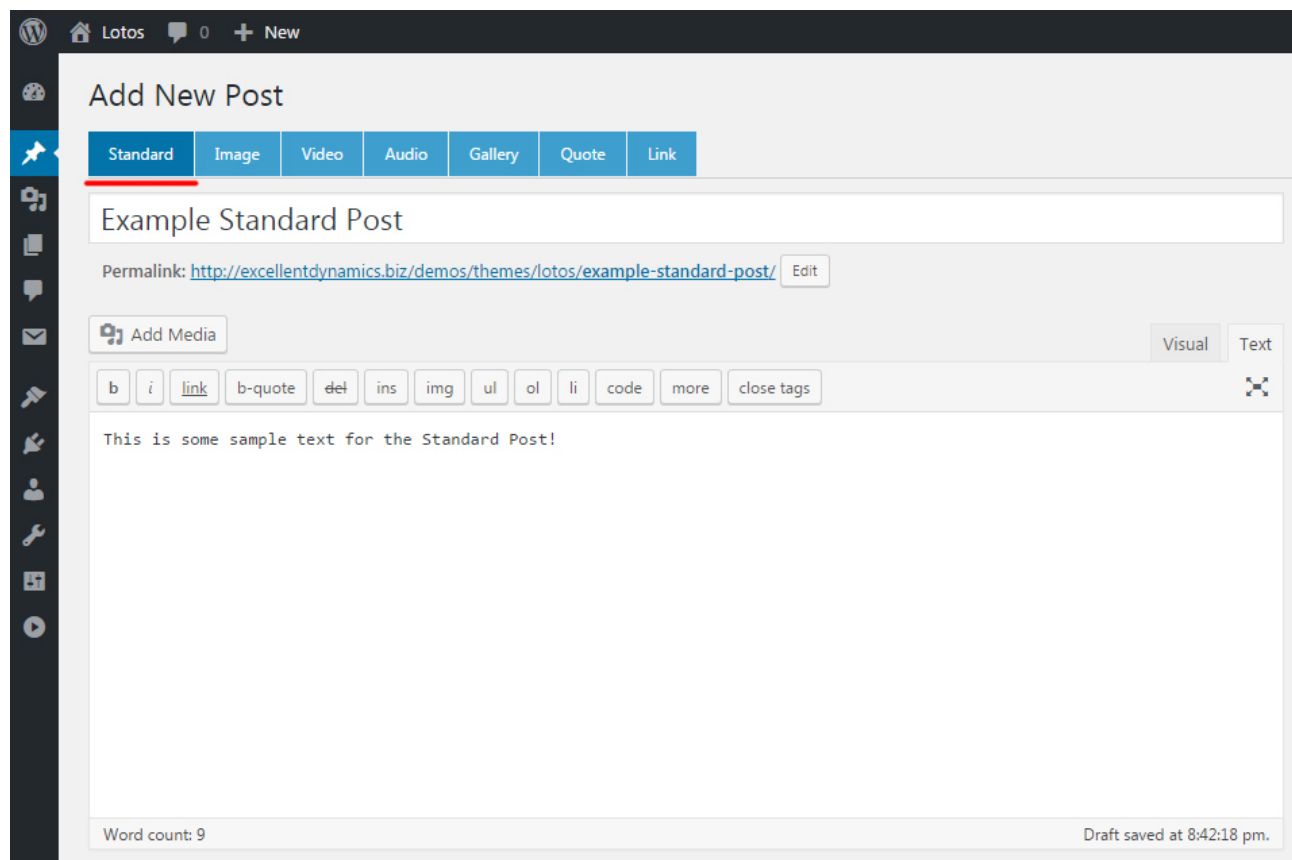 Lotos 0 New
Add New Post
Standard Image Video Audio Gallery Quote Link
Example Standard Post
Permalink: http://excellentdynamics.biz/demos/themes/lotos/example-standard-post/ Edit
Add Media
Visual Text
b i link b-quote del ins img ul ol li code more close tags
This is some sample text for the Standard Post!
Word count: 9 Draft saved at 8:42:18 pm.